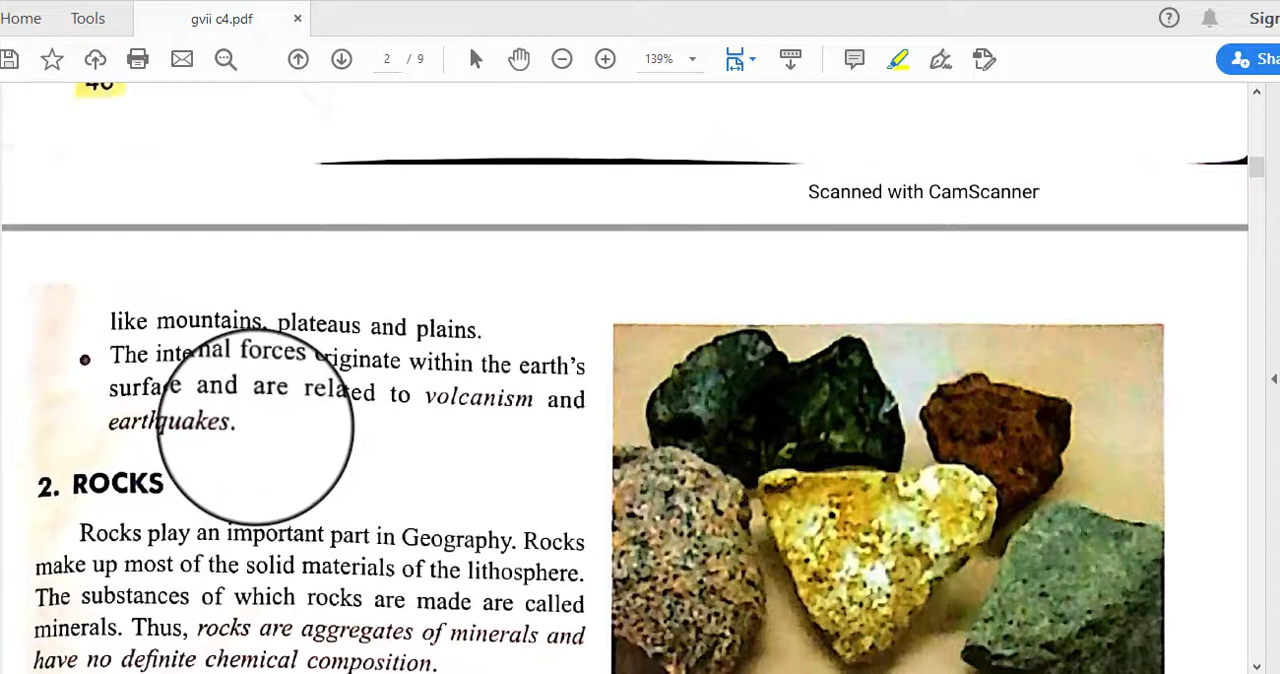 Home Tools gvii c4.pdf × Sign
2 / 9 139% Sha
46
Scanned with CamScanner
like mountains, plateaus and plains.
• The internal forces originate within the earth's
surface and are related to volcanism and
earthquakes.
2. ROCKS
Rocks play an important part in Geography. Rocks
make up most of the solid materials of the lithosphere.
The substances of which rocks are made are called
minerals. Thus, rocks are aggregates of minerals and
have no definite chemical composition.